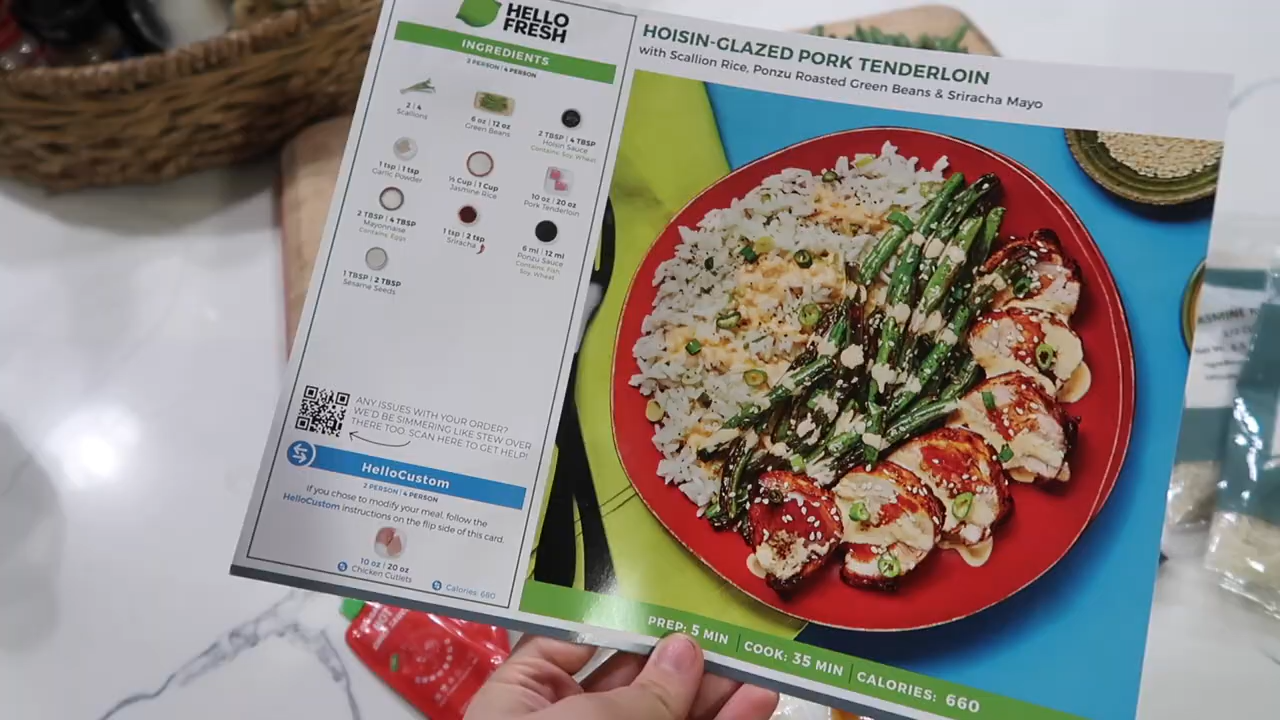 HELLO
FRESH
INGREDIENTS
2 PERSON | 4 PERSON
2 | 4
Scallions
6 oz | 12 oz
Green Beans
2 TBSP | 4 TBSP
Hoisin Sauce
Contains: Soy, Wheat
1 tsp | 1 tsp
Garlic Powder
½ Cup | 1 Cup
Jasmine Rice
10 oz | 20 oz
Pork Tenderloin
2 TBSP | 4 TBSP
Mayonnaise
Contains: Eggs
1 tsp | 2 tsp
Sriracha
6 ml | 12 ml
Ponzu Sauce
Contains: Fish,
Soy, Wheat
1 TBSP | 2 TBSP
Sesame Seeds
ANY ISSUES WITH YOUR ORDER?
WE'D BE SIMMERING LIKE STEW OVER
THERE TOO. SCAN HERE TO GET HELP!
HelloCustom
2 PERSON | 4 PERSON
If you chose to modify your meal, follow the
HelloCustom instructions on the flip side of this card.
10 oz | 20 oz
Chicken Cutlets
Calories: 680
HOISIN-GLAZED PORK TENDERLOIN
with Scallion Rice, Ponzu Roasted Green Beans & Sriracha Mayo
PREP: 5 MIN | COOK: 35 MIN | CALORIES: 660